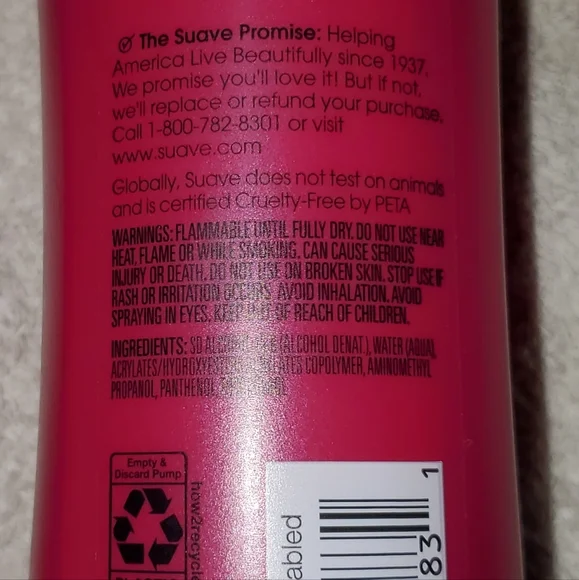 The Suave Promise: Helping
America Live Beautifully since 1937.
We promise you'll love it! But if not,
we'll replace or refund your purchase.
Call 1-800-782-8301 or visit
www.suave.com
Globally, Suave does not test on animals
and is certified Cruelty-Free by PETA
WARNINGS: FLAMMABLE UNTIL FULLY DRY. DO NOT USE NEAR
HEAT, FLAME OR WHILE SMOKING. CAN CAUSE SERIOUS
INJURY OR DEATH. DO NOT USE ON BROKEN SKIN. STOP USE IF
RASH OR IRRITATION OCCURS. AVOID INHALATION. AVOID
SPRAYING IN EYES. KEEP OUT OF REACH OF CHILDREN.
INGREDIENTS: SD (ALCOHOL DENAT.), WATER (AQUA),
COPOLYMER, AMINOMETHYL
PROPANOL, PANTHENOL,
Empty &
Discard Pump
how2recycle
abled
83
1